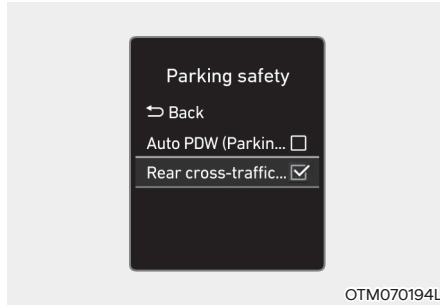 Parking safety
Back
Auto PDW (Parkin...
Rear cross-traffic...
OTM070194L